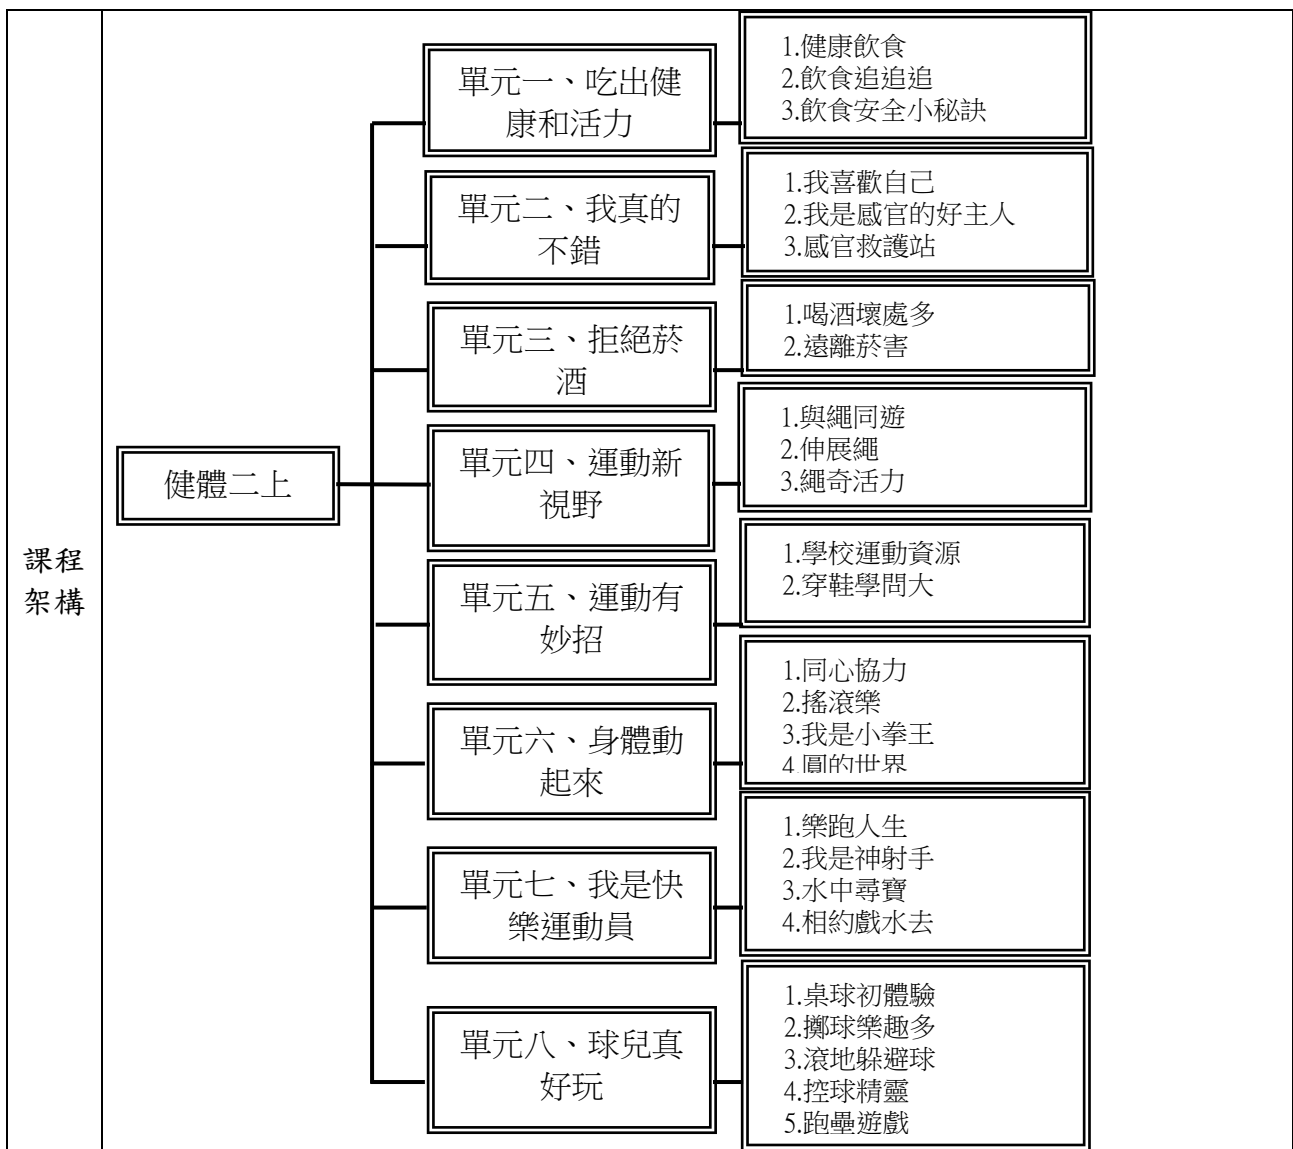 課程
架構
健體二上
單元一、吃出健
康和活力
1.健康飲食
2.飲食追追追
3.飲食安全小秘訣
單元二、我真的
不錯
1.我喜歡自己
2.我是感官的好主人
3.感官救護站
單元三、拒絕菸
酒
1.喝酒壞處多
2.遠離菸害
單元四、運動新
視野
1.與繩同遊
2.伸展繩
3.繩奇活力
單元五、運動有
妙招
1.學校運動資源
2.穿鞋學問大
單元六、身體動
起來
1.同心協力
2.搖滾樂
3.我是小拳王
4.圓的世界
單元七、我是快
樂運動員
1.樂跑人生
2.我是神射手
3.水中尋寶
4.相約戲水去
單元八、球兒真
好玩
1.桌球初體驗
2.擲球樂趣多
3.滾地躲避球
4.控球精靈
5.跑壘遊戲